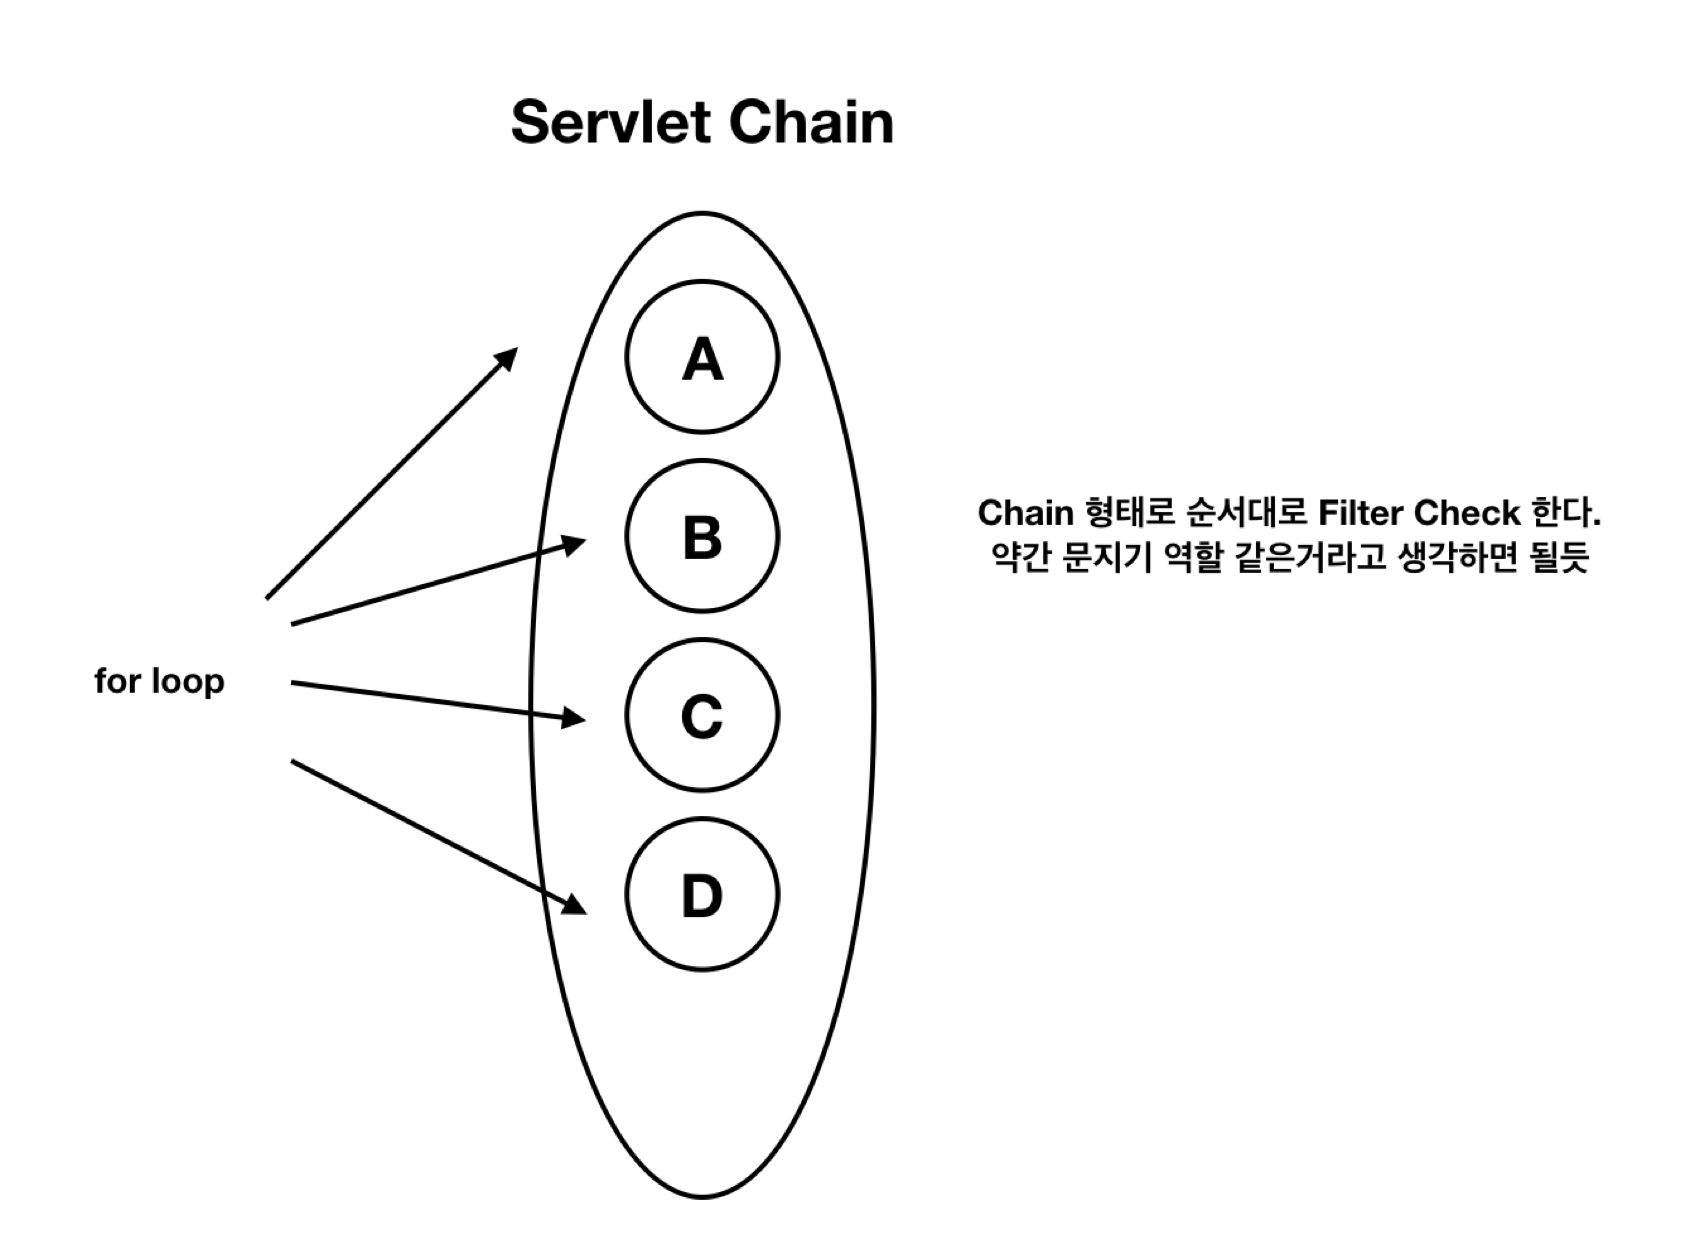 Servlet Chain
A
B
C
D
for loop
Chain 형태로 순서대로 Filter Check 한다.
약간 문지기 역할 같은거라고 생각하면 될듯